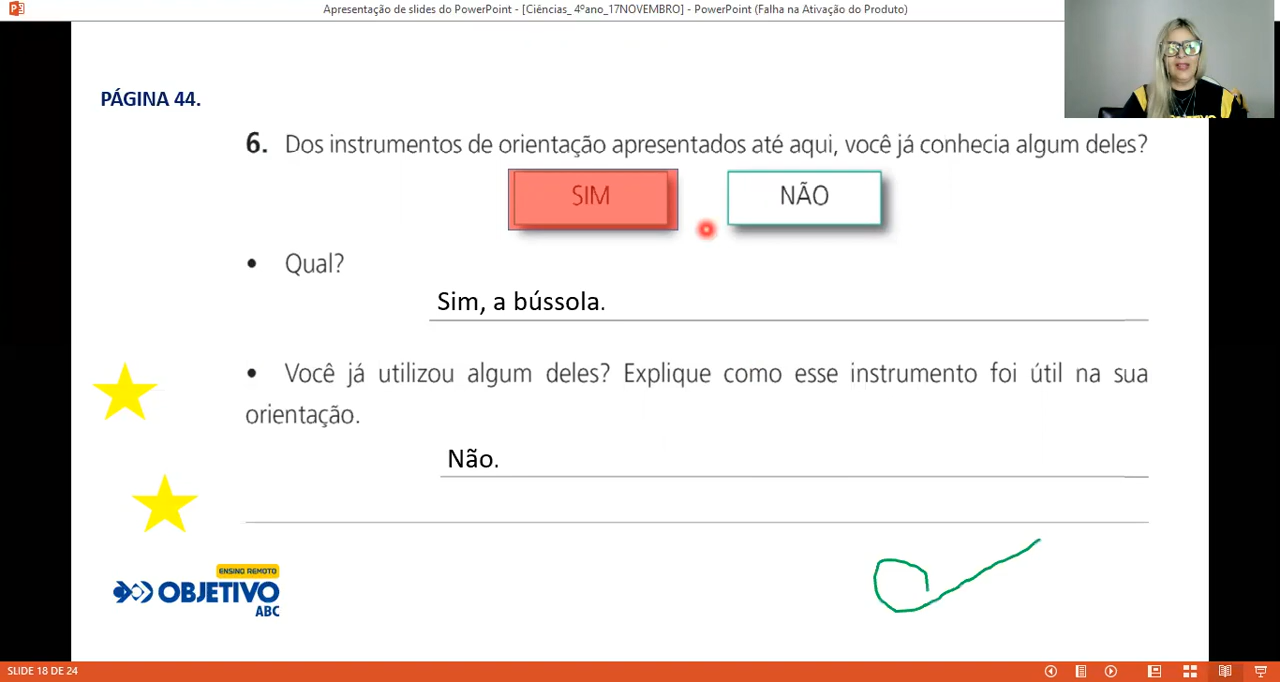 Apresentação de slides do PowerPoint - [Ciências_ 4ºano_17NOVEMBRO] - PowerPoint (Falha na Ativação do Produto)
PÁGINA 44.
6. Dos instrumentos de orientação apresentados até aqui, você já conhecia algum deles?
SIM
NÃO
• Qual?
Sim, a bússola.
• Você já utilizou algum deles? Explique como esse instrumento foi útil na sua
orientação.
Não.
ENSINO REMOTO
OBJETIVO
ABC
SLIDE 18 DE 24